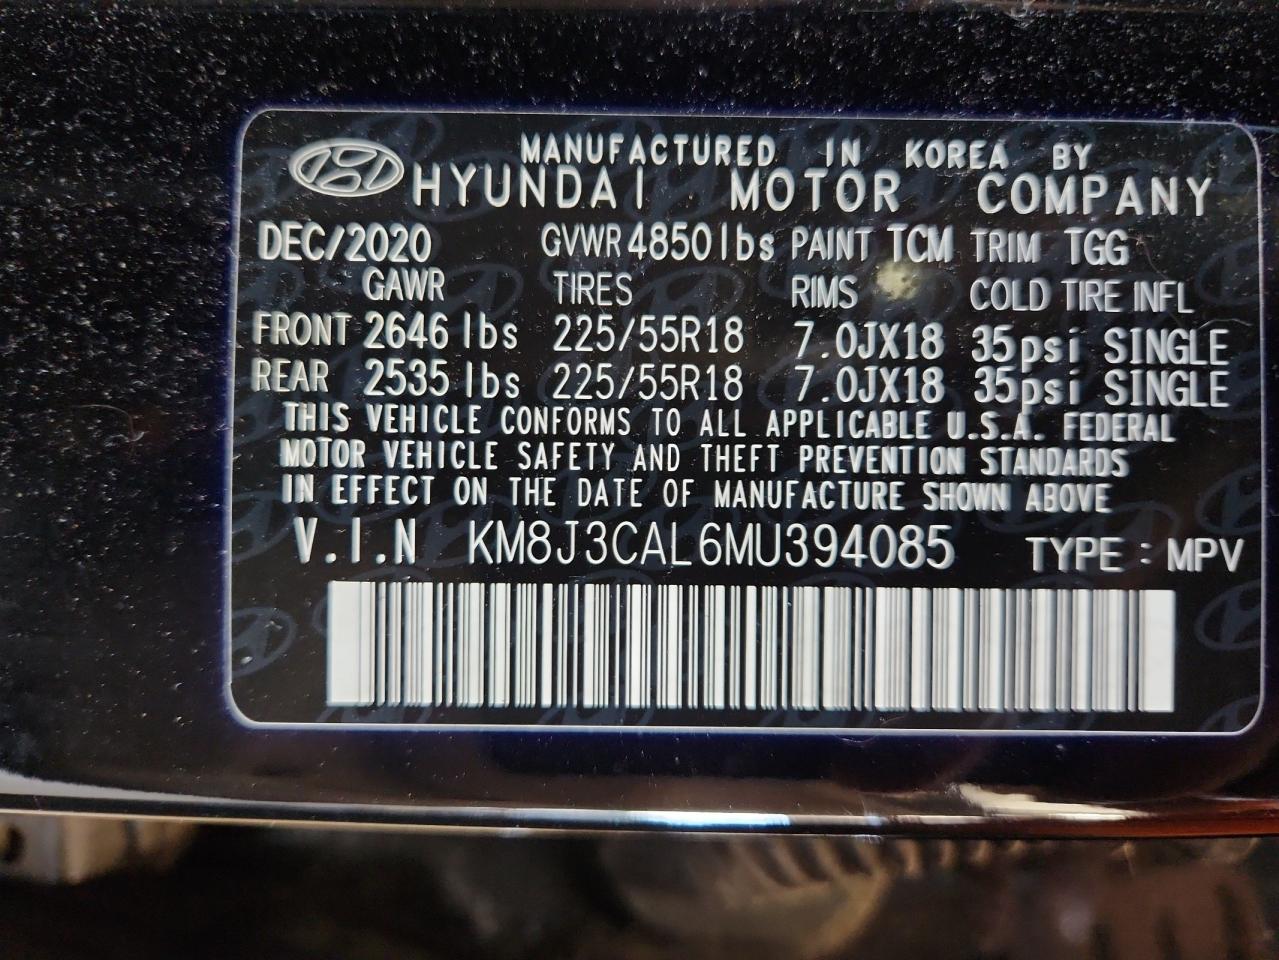 MANUFACTURED IN KOREA BY
HYUNDAI MOTOR COMPANY
DEC/2020 GVWR 4850lbs PAINT TCM TRIM TGG
GAWR TIRES RIMS COLD TIRE INFL
FRONT 2646 lbs 225/55R18 7.0JX18 35psi SINGLE
REAR 2535 lbs 225/55R18 7.0JX18 35psi SINGLE
THIS VEHICLE CONFORMS TO ALL APPLICABLE U.S.A. FEDERAL
MOTOR VEHICLE SAFETY AND THEFT PREVENTION STANDARDS
IN EFFECT ON THE DATE OF MANUFACTURE SHOWN ABOVE
V.I.N KM8J3CAL6MU394085 TYPE : MPV